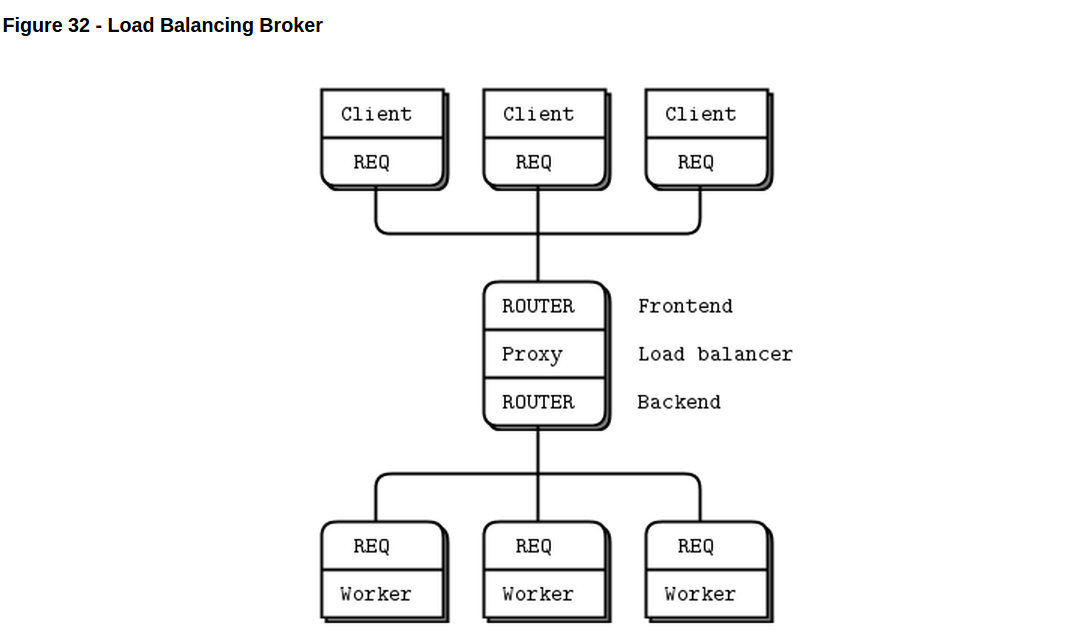 Figure 32 - Load Balancing Broker
Client Client Client
REQ REQ REQ
ROUTER Frontend
Proxy Load balancer
ROUTER Backend
REQ REQ REQ
Worker Worker Worker